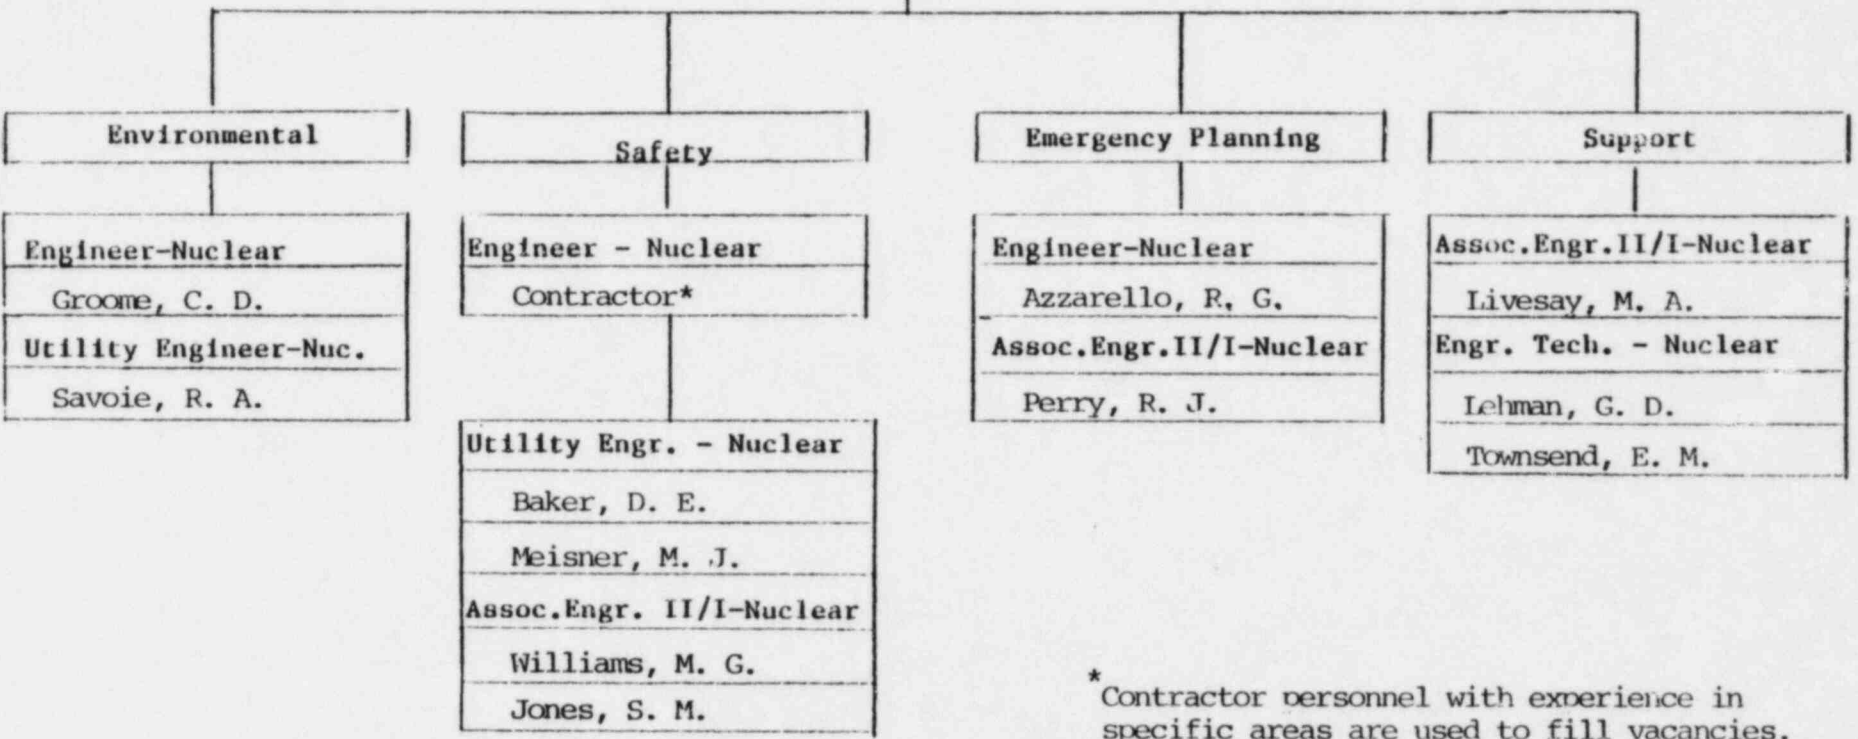 Environmental
Engineer-Nuclear
Groome, C. D.
Utility Engineer-Nuc.
Savoie, R. A.
Safety
Engineer - Nuclear
Contractor*
Utility Engr. - Nuclear
Baker, D. E.
Meisner, M. J.
Assoc.Engr. II/I-Nuclear
Williams, M. G.
Jones, S. M.
Emergency Planning
Engineer-Nuclear
Azzarello, R. G.
Assoc.Engr.II/I-Nuclear
Perry, R. J.
Support
Assoc.Engr.II/I-Nuclear
Livesay, M. A.
Engr. Tech. - Nuclear
Lehman, G. D.
Townsend, E. M.
*Contractor personnel with experience in
specific areas are used to fill vacancies.